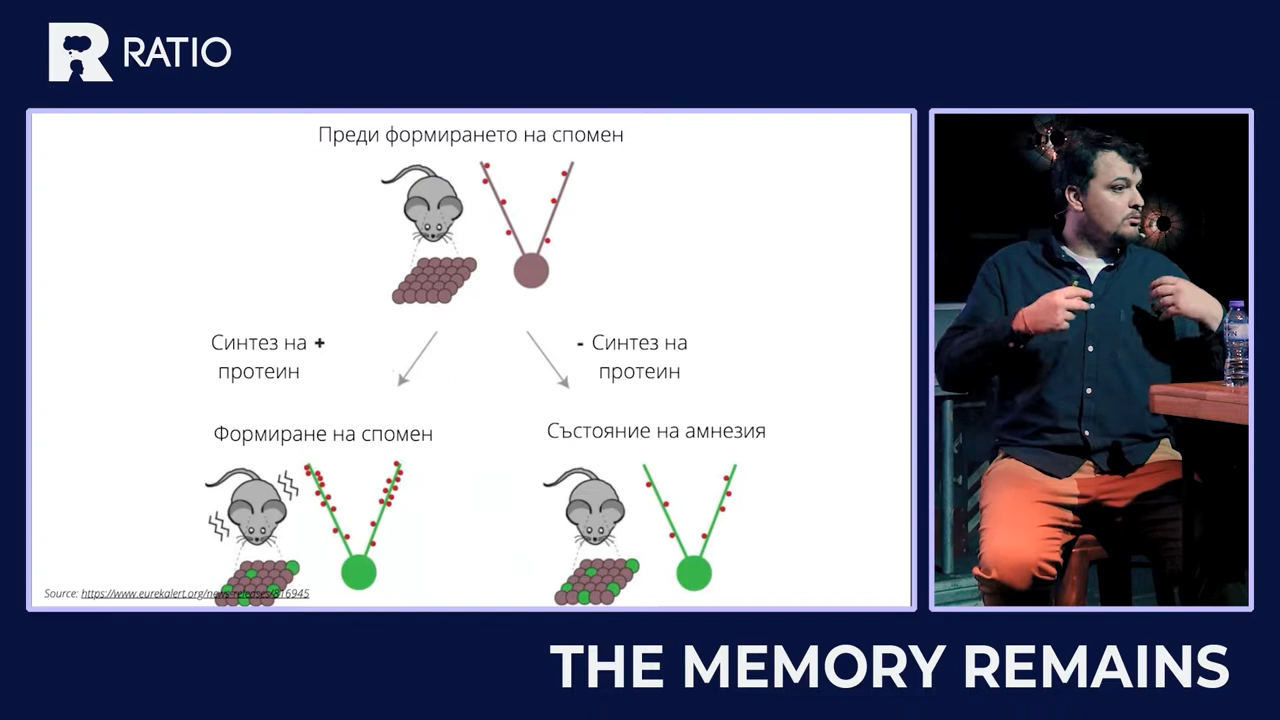 RATIO
Преди формирането на спомен
Синтез на +
протеин
- Синтез на
протеин
Формиране на спомен
Състояние на амнезия
Source: https://www.eurekalert.org/news-releases/816945
THE MEMORY REMAINS